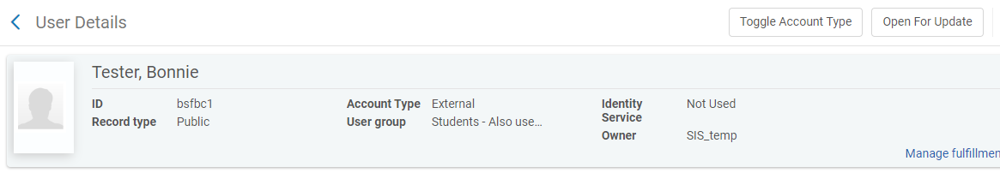 User Details
Toggle Account Type
Open For Update
Tester, Bonnie
ID bsfbc1
Account Type External
Identity Service Not Used
Record type Public
User group Students - Also use...
Owner SIS_temp
Manage fulfillmen